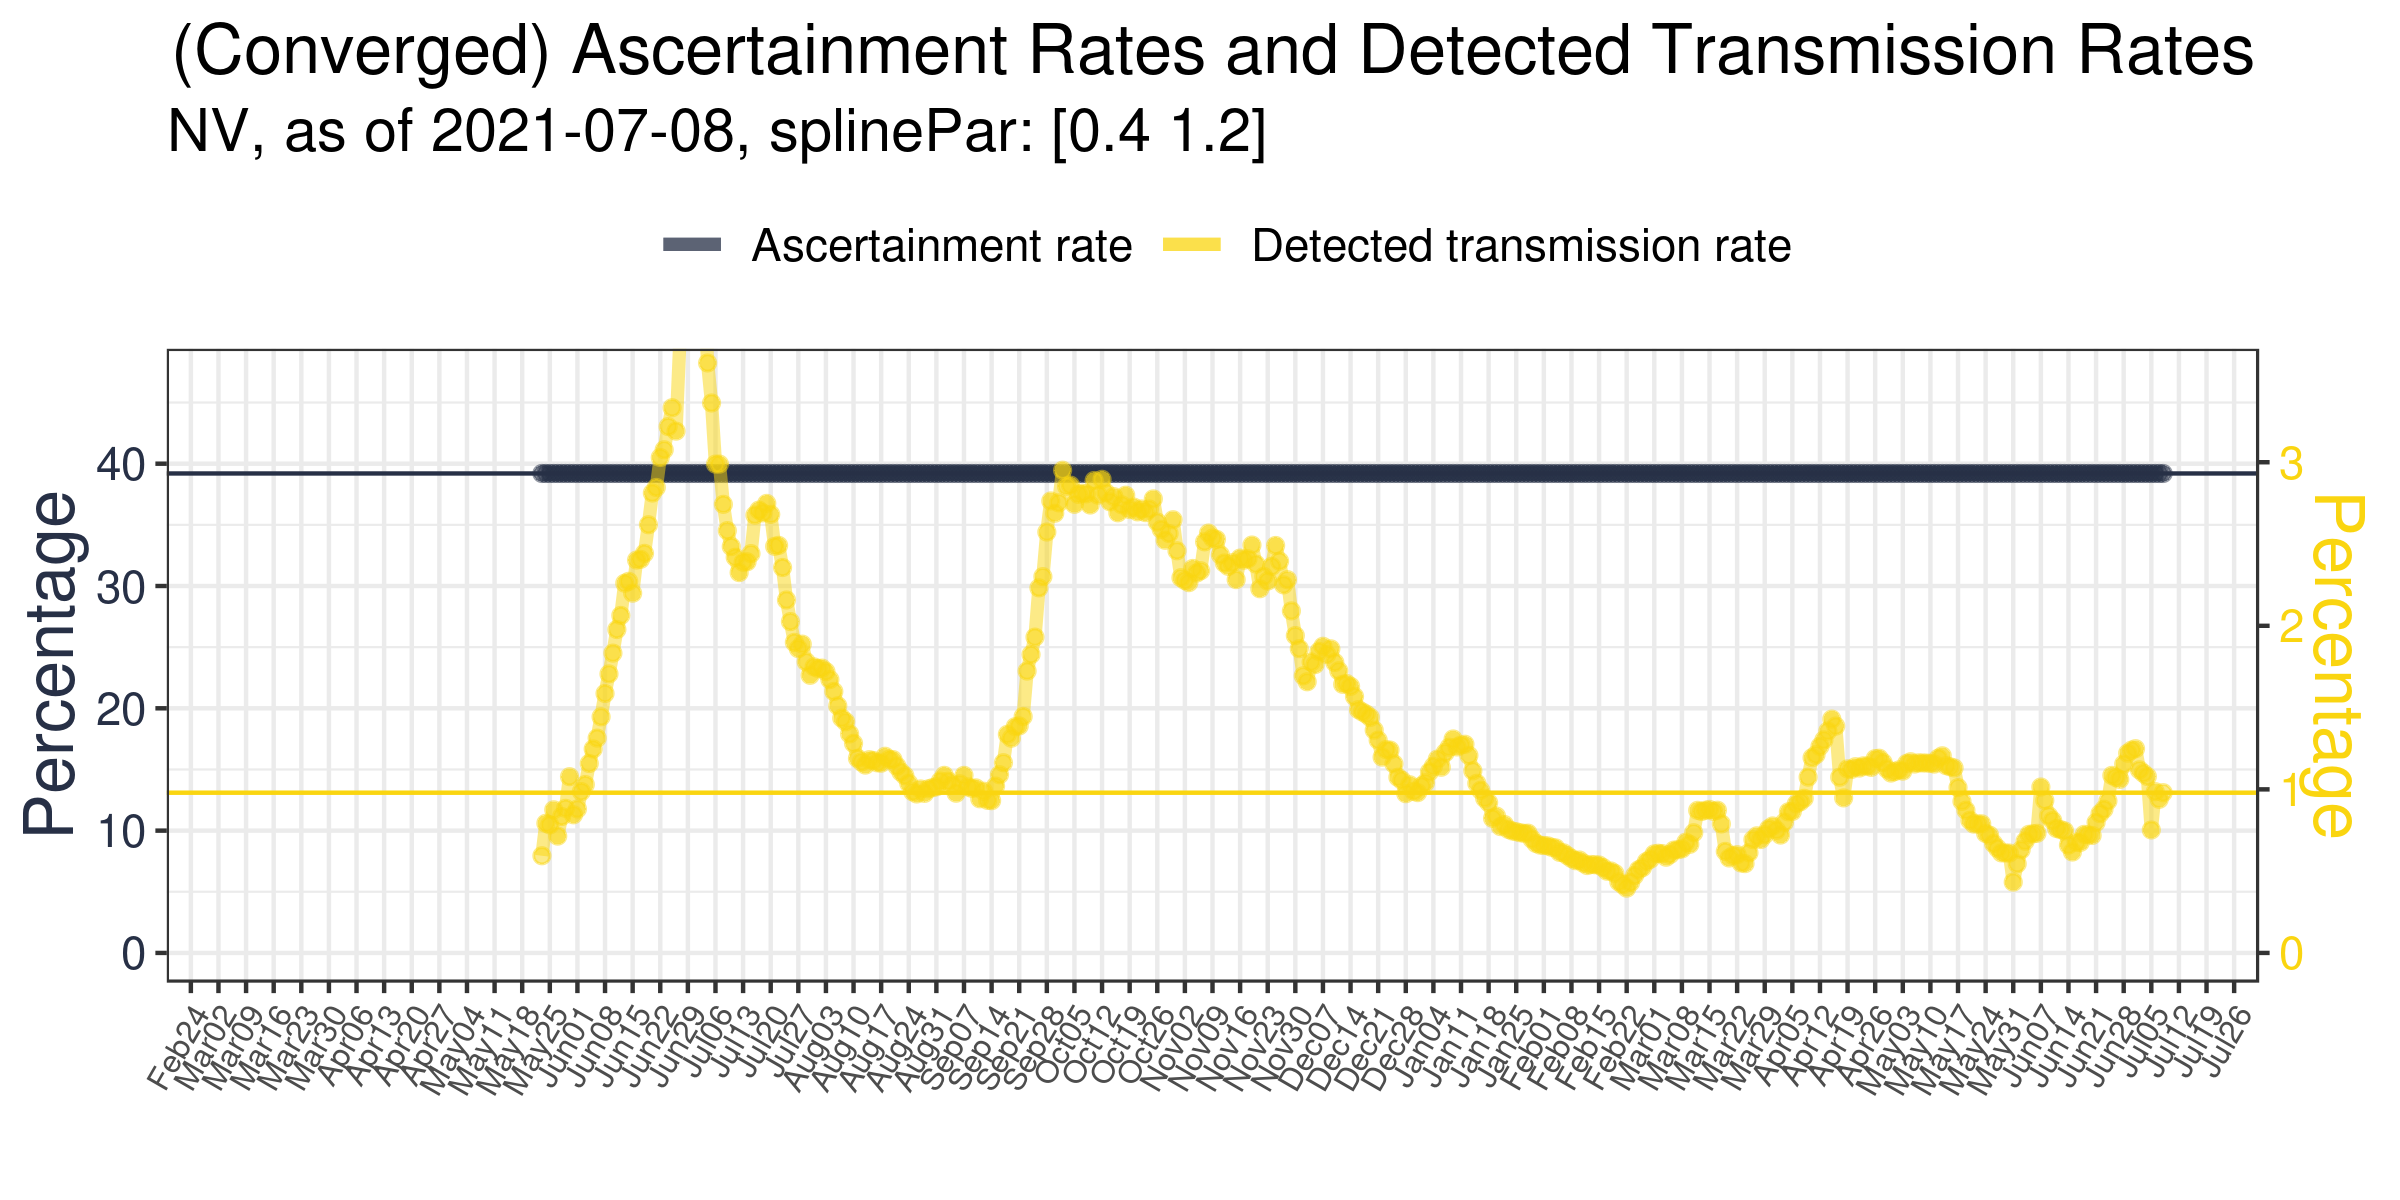 (Converged) Ascertainment Rates and Detected Transmission Rates
NV, as of 2021-07-08, splinePar: [0.4 1.2]
Ascertainment rate
Detected transmission rate
Percentage
40
30
20
10
0
3
2
1
0
Percentage
Feb24
Mar02
Mar09
Mar16
Mar23
Mar30
Apr06
Apr13
Apr20
Apr27
May04
May11
May18
May25
Jun01
Jun08
Jun15
Jun22
Jun29
Jul06
Jul13
Jul20
Jul27
Aug03
Aug10
Aug17
Aug24
Aug31
Sep07
Sep14
Sep21
Sep28
Oct05
Oct12
Oct19
Oct26
Nov02
Nov09
Nov16
Nov23
Nov30
Dec07
Dec14
Dec21
Dec28
Jan04
Jan11
Jan18
Jan25
Feb01
Feb08
Feb15
Feb22
Mar01
Mar08
Mar15
Mar22
Mar29
Apr05
Apr12
Apr19
Apr26
May03
May10
May17
May24
May31
Jun07
Jun14
Jun21
Jun28
Jul05
Jul12
Jul19
Jul26